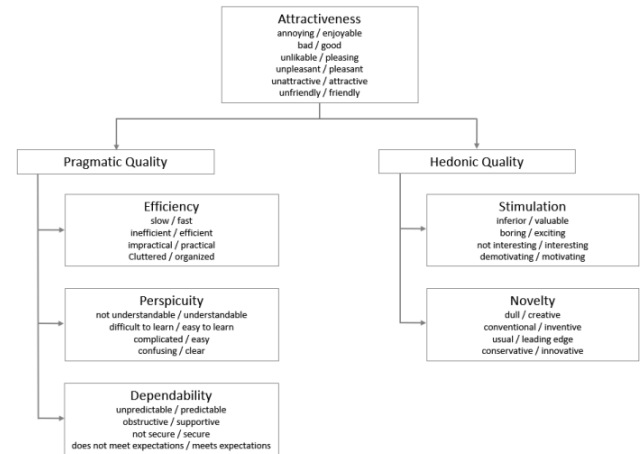 Attractiveness
annoying / enjoyable
bad / good
unlikable / pleasing
unpleasant / pleasant
unattractive / attractive
unfriendly / friendly
Pragmatic Quality
Hedonic Quality
Efficiency
slow / fast
inefficient / efficient
impractical / practical
Cluttered / organized
Perspicuity
not understandable / understandable
difficult to learn / easy to learn
complicated / easy
confusing / clear
Dependability
unpredictable / predictable
obstructive / supportive
not secure / secure
does not meet expectations / meets expectations
Stimulation
inferior / valuable
boring / exciting
not interesting / interesting
demotivating / motivating
Novelty
dull / creative
conventional / inventive
usual / leading edge
conservative / innovative